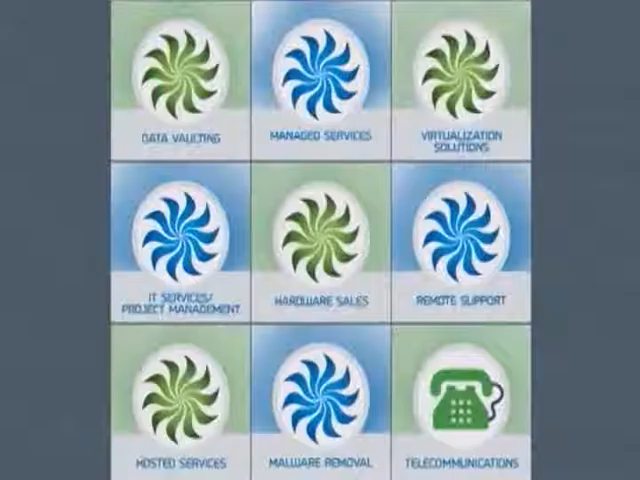 DATA VAULTING
MANAGED SERVICES
VIRTUALIZATION
SOLUTIONS
IT SERVICES/
PROJECT MANAGEMENT
HARDWARE SALES
REMOTE SUPPORT
HOSTED SERVICES
MALWARE REMOVAL
TELECOMMUNICATIONS